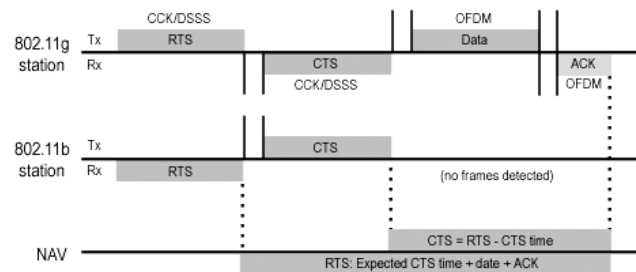 CCK/DSSS
OFDM
802.11g
station
Tx
RTS
Data
Rx
CTS
ACK
CCK/DSSS
OFDM
802.11b
station
Tx
CTS
Rx
RTS
(no frames detected)
NAV
CTS = RTS - CTS time
RTS: Expected CTS time + date + ACK